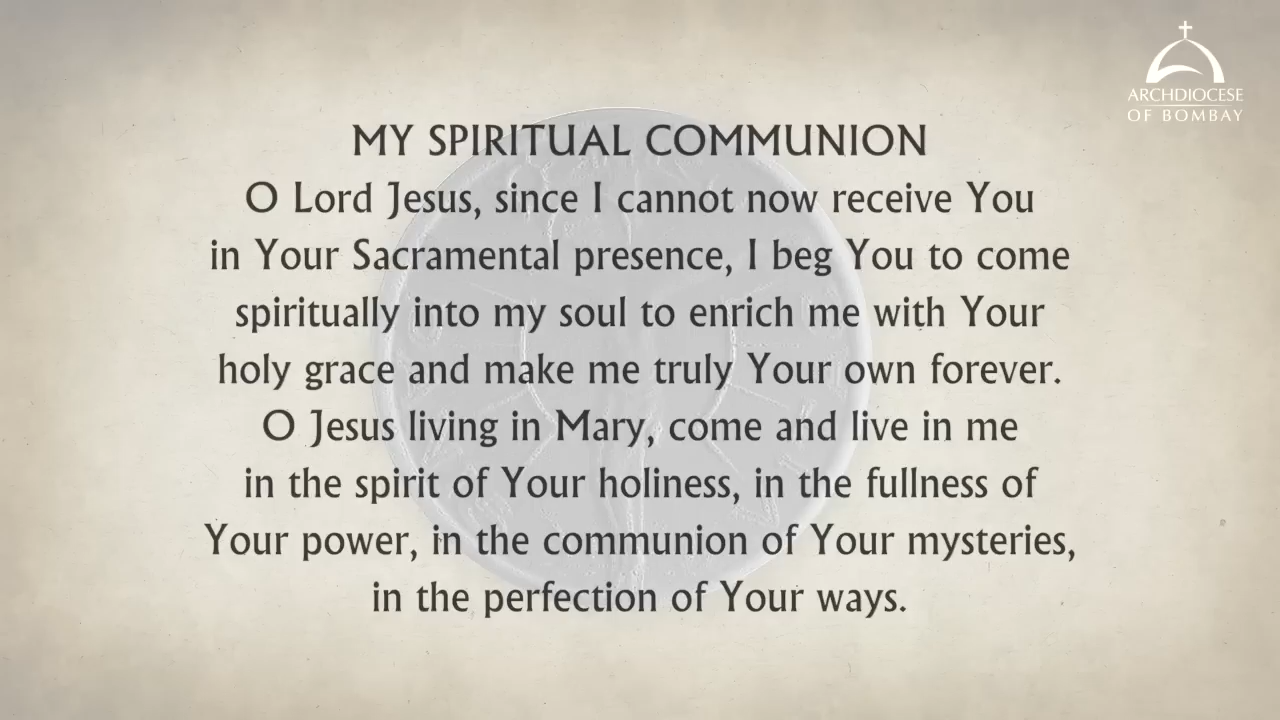 ARCHDIOCESE
OF BOMBAY
MY SPIRITUAL COMMUNION
O Lord Jesus, since I cannot now receive You
in Your Sacramental presence, I beg You to come
spiritually into my soul to enrich me with Your
holy grace and make me truly Your own forever.
O Jesus living in Mary, come and live in me
in the spirit of Your holiness, in the fullness of
Your power, in the communion of Your mysteries,
in the perfection of Your ways.